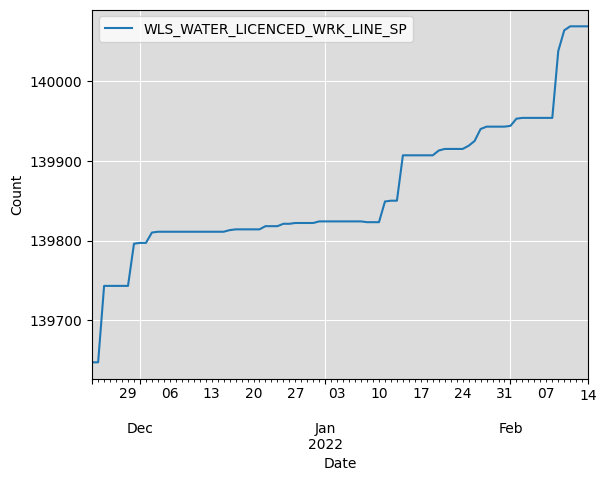 WLS_WATER_LICENCED_WRK_LINE_SP
140000
139900
139800
139700
Count
29 06 13 20 27 03 10 17 24 31 07 14
Dec Jan Feb
2022
Date